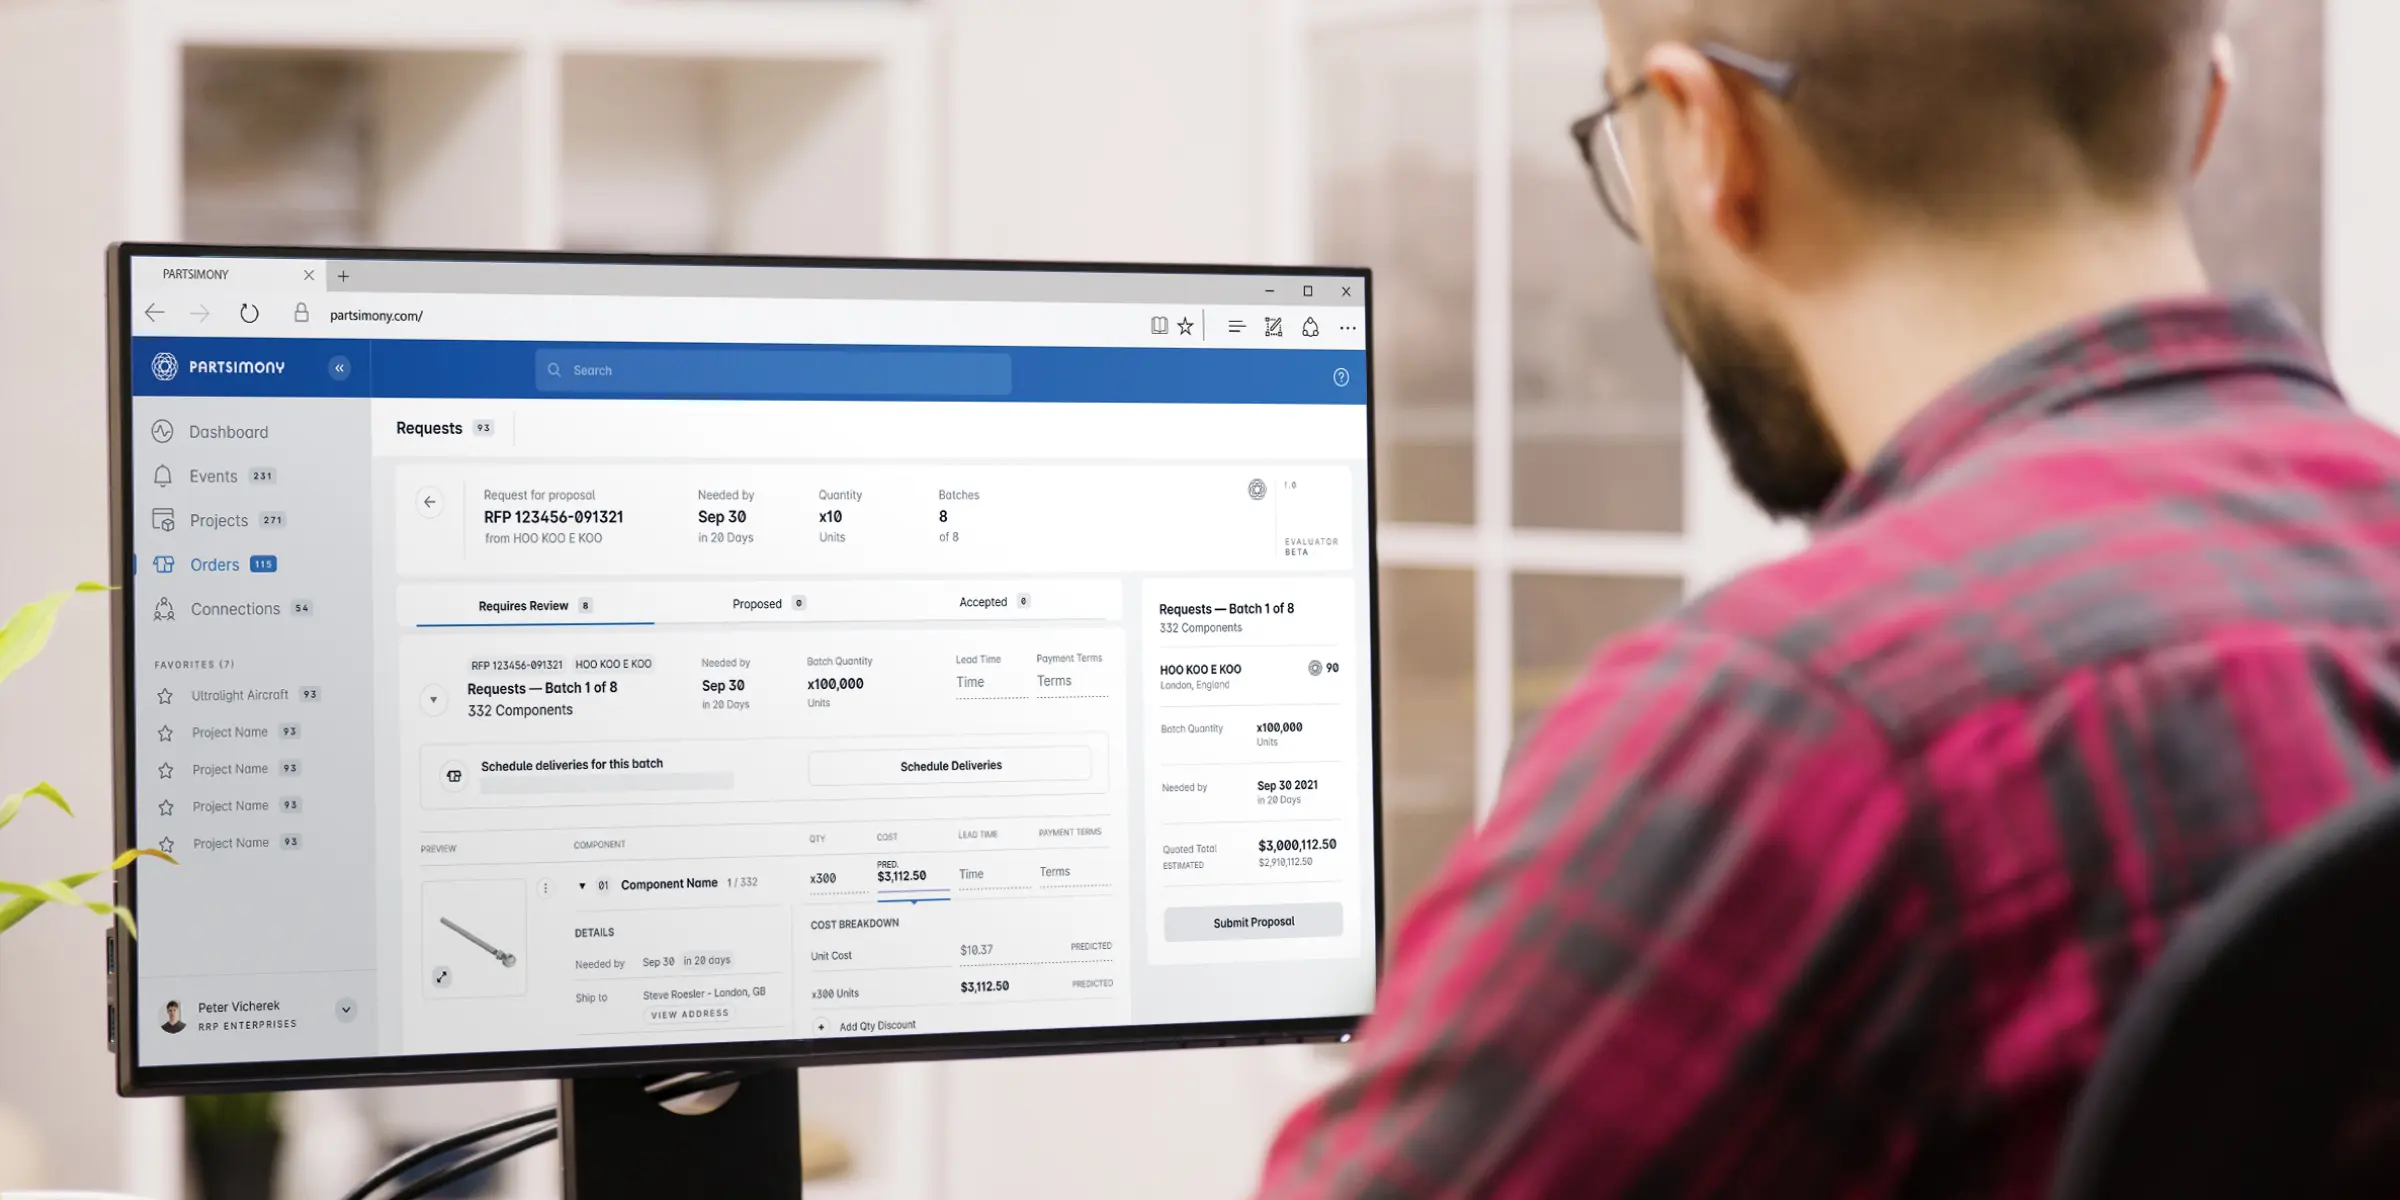 PARTSIMONY
partsimony.com/
PARTSIMONY
Search
Dashboard
Events 231
Projects 271
Orders 115
Connections 54
FAVORITES (7)
Ultralight Aircraft 93
Project Name 93
Project Name 93
Project Name 93
Project Name 93
Peter Vicherek
RRP ENTERPRISES
Requests 93
Request for proposal
RFP 123456-091321
from HOO KOO E KOO
Needed by
Sep 30
in 20 Days
Quantity
x10
Units
Batches
8
of 8
1.0
EVALUATOR
BETA
Requires Review 8
Proposed 0
Accepted 0
RFP 123456-091321 HOO KOO E KOO
Requests — Batch 1 of 8
332 Components
Needed by
Sep 30
in 20 Days
Batch Quantity
x100,000
Units
Lead Time
Time
Payment Terms
Terms
Schedule deliveries for this batch
Schedule Deliveries
PREVIEW COMPONENT QTY COST LEAD TIME PAYMENT TERMS
01 Component Name 1 / 332
x300
PRED.
$3,112.50
Time
Terms
DETAILS
Needed by Sep 30 in 20 days
Ship to Steve Roesler - London, GB
VIEW ADDRESS
COST BREAKDOWN
Unit Cost $10.37 PREDICTED
x300 Units $3,112.50 PREDICTED
+ Add Qty Discount
Requests — Batch 1 of 8
332 Components
HOO KOO E KOO 90
London, England
Batch Quantity x100,000
Units
Needed by Sep 30 2021
in 20 Days
Quoted Total $3,000,112.50
ESTIMATED $2,910,112.50
Submit Proposal